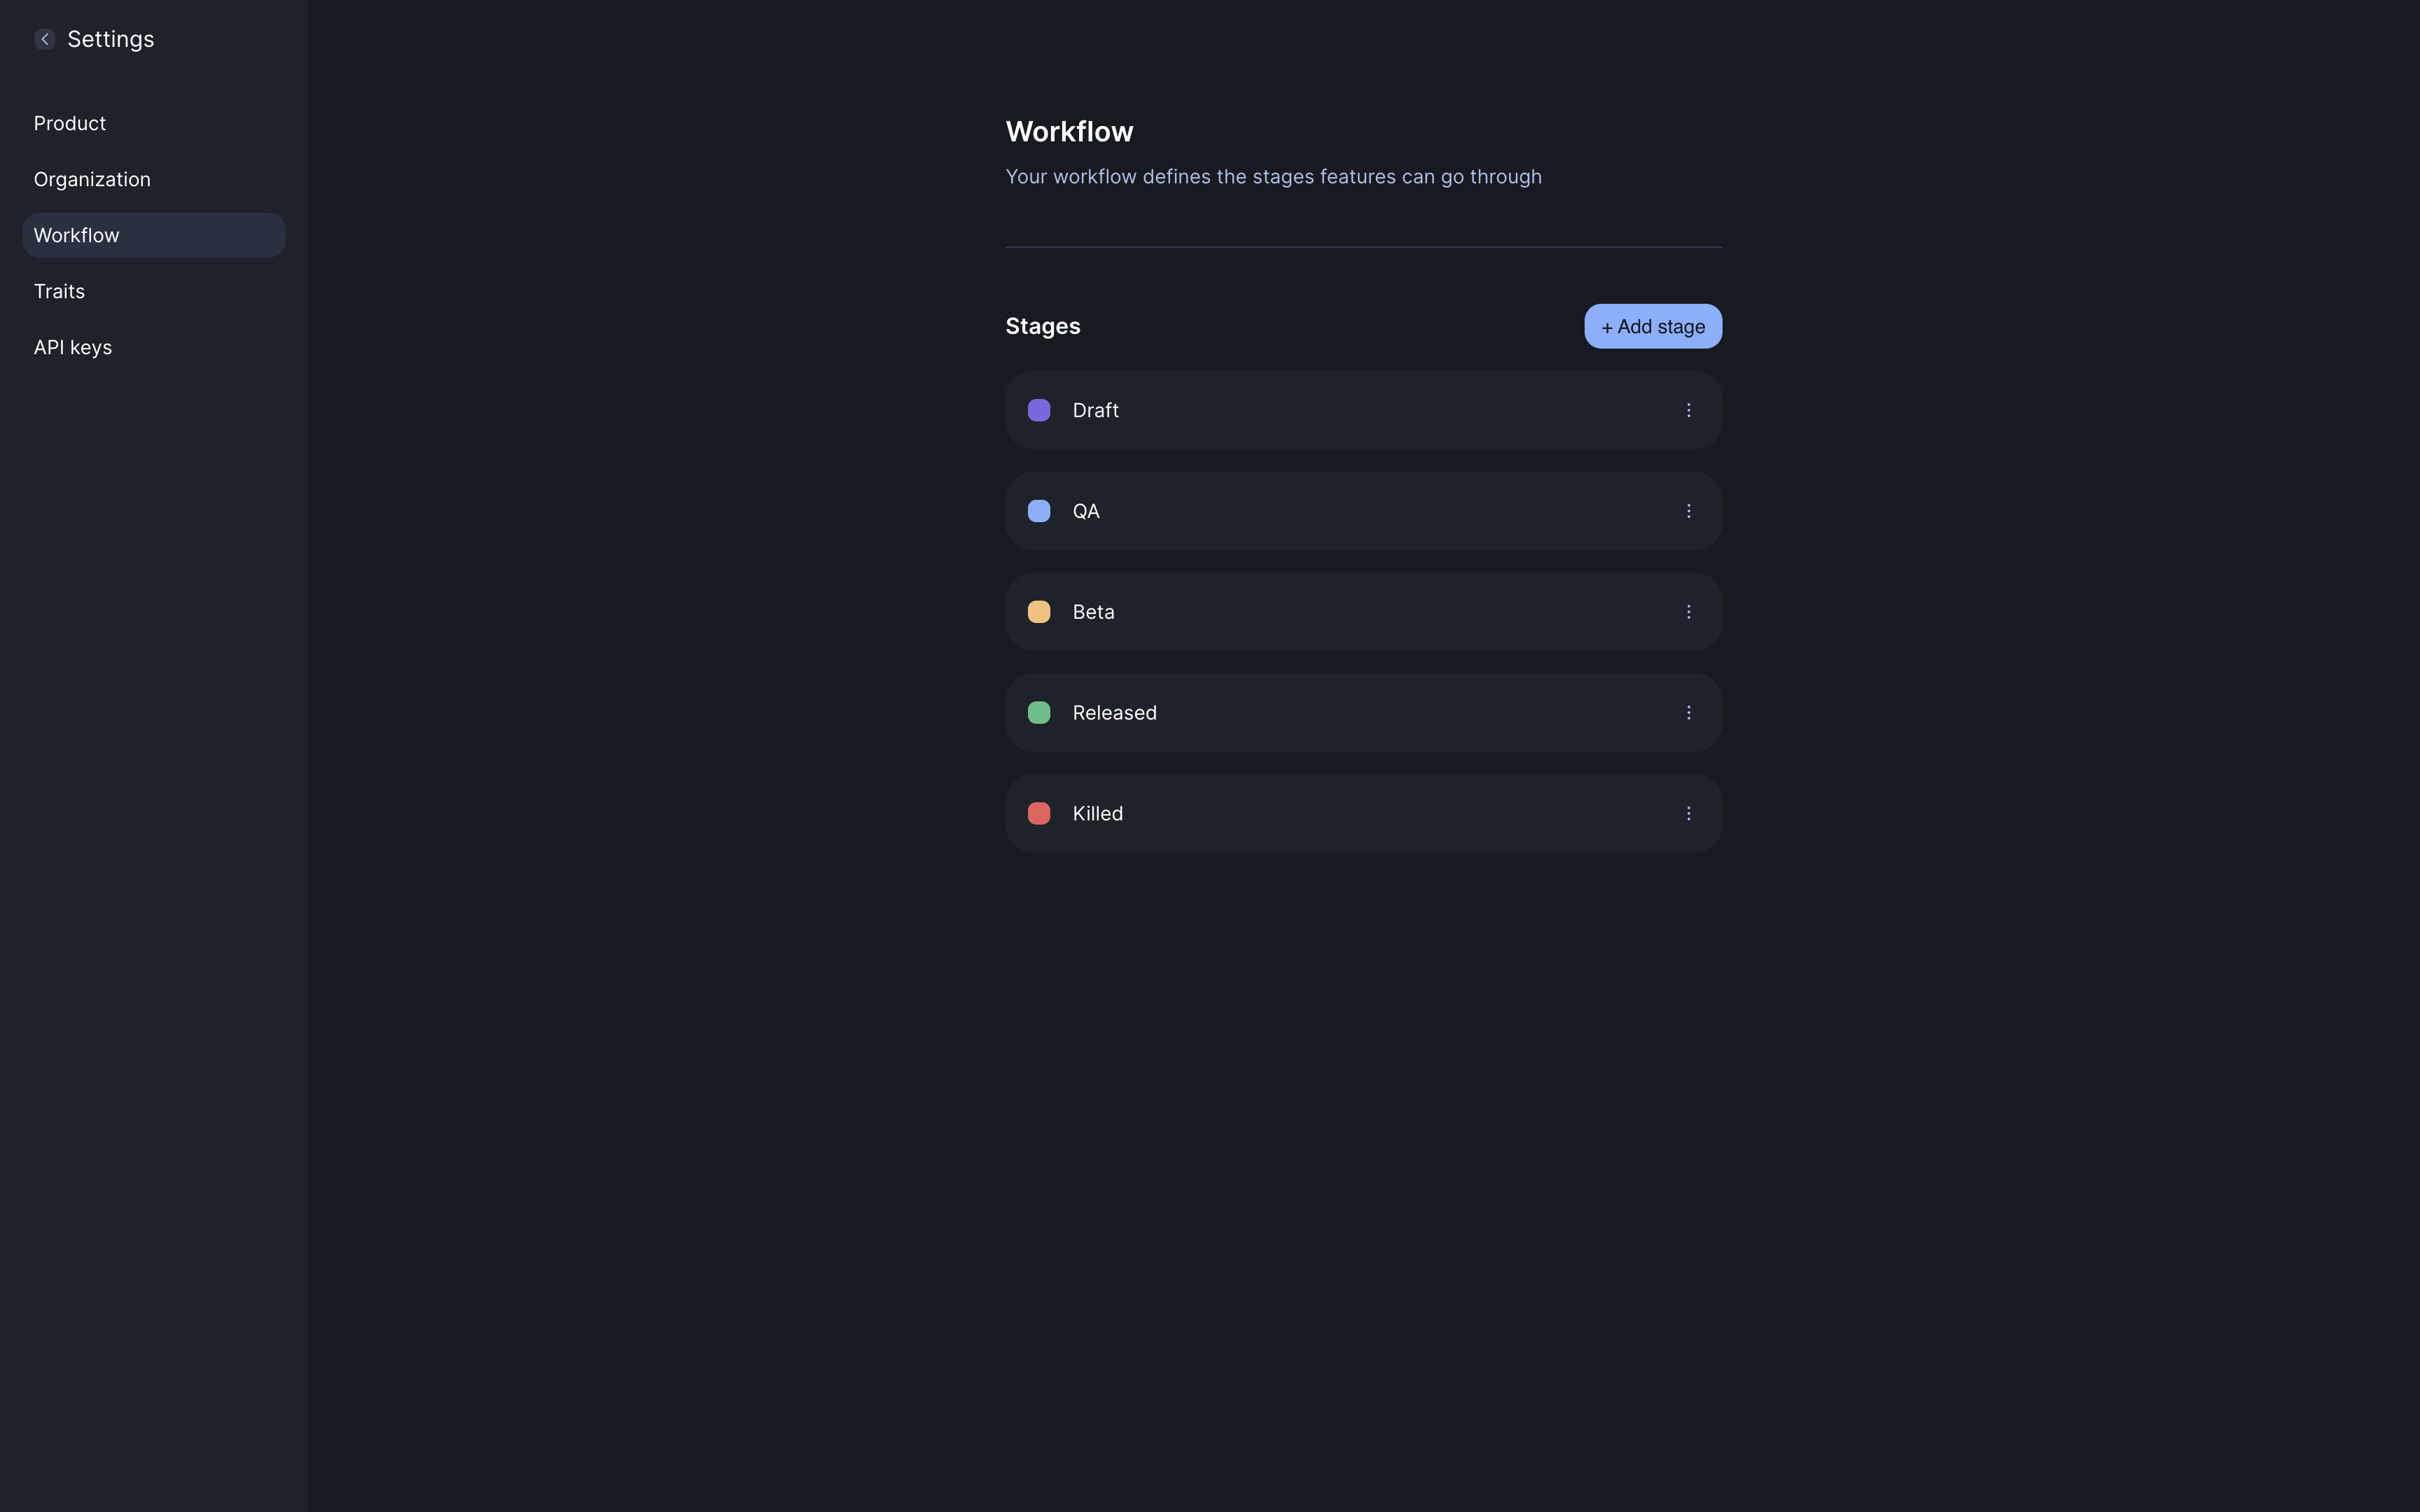 Settings
Product
Organization
Workflow
Traits
API keys
Workflow
Your workflow defines the stages features can go through
Stages
+ Add stage
Draft
QA
Beta
Released
Killed